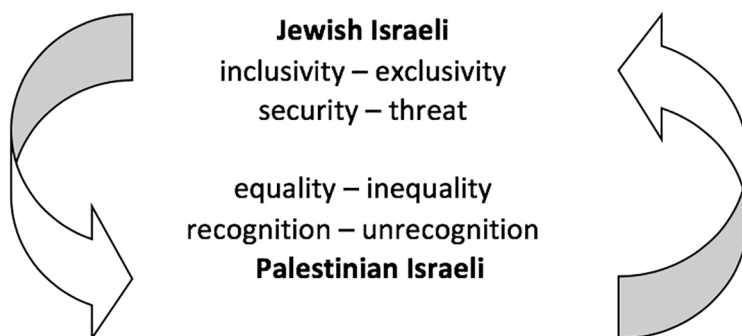 Jewish Israeli
inclusivity – exclusivity
security – threat
equality – inequality
recognition – unrecognition
Palestinian Israeli